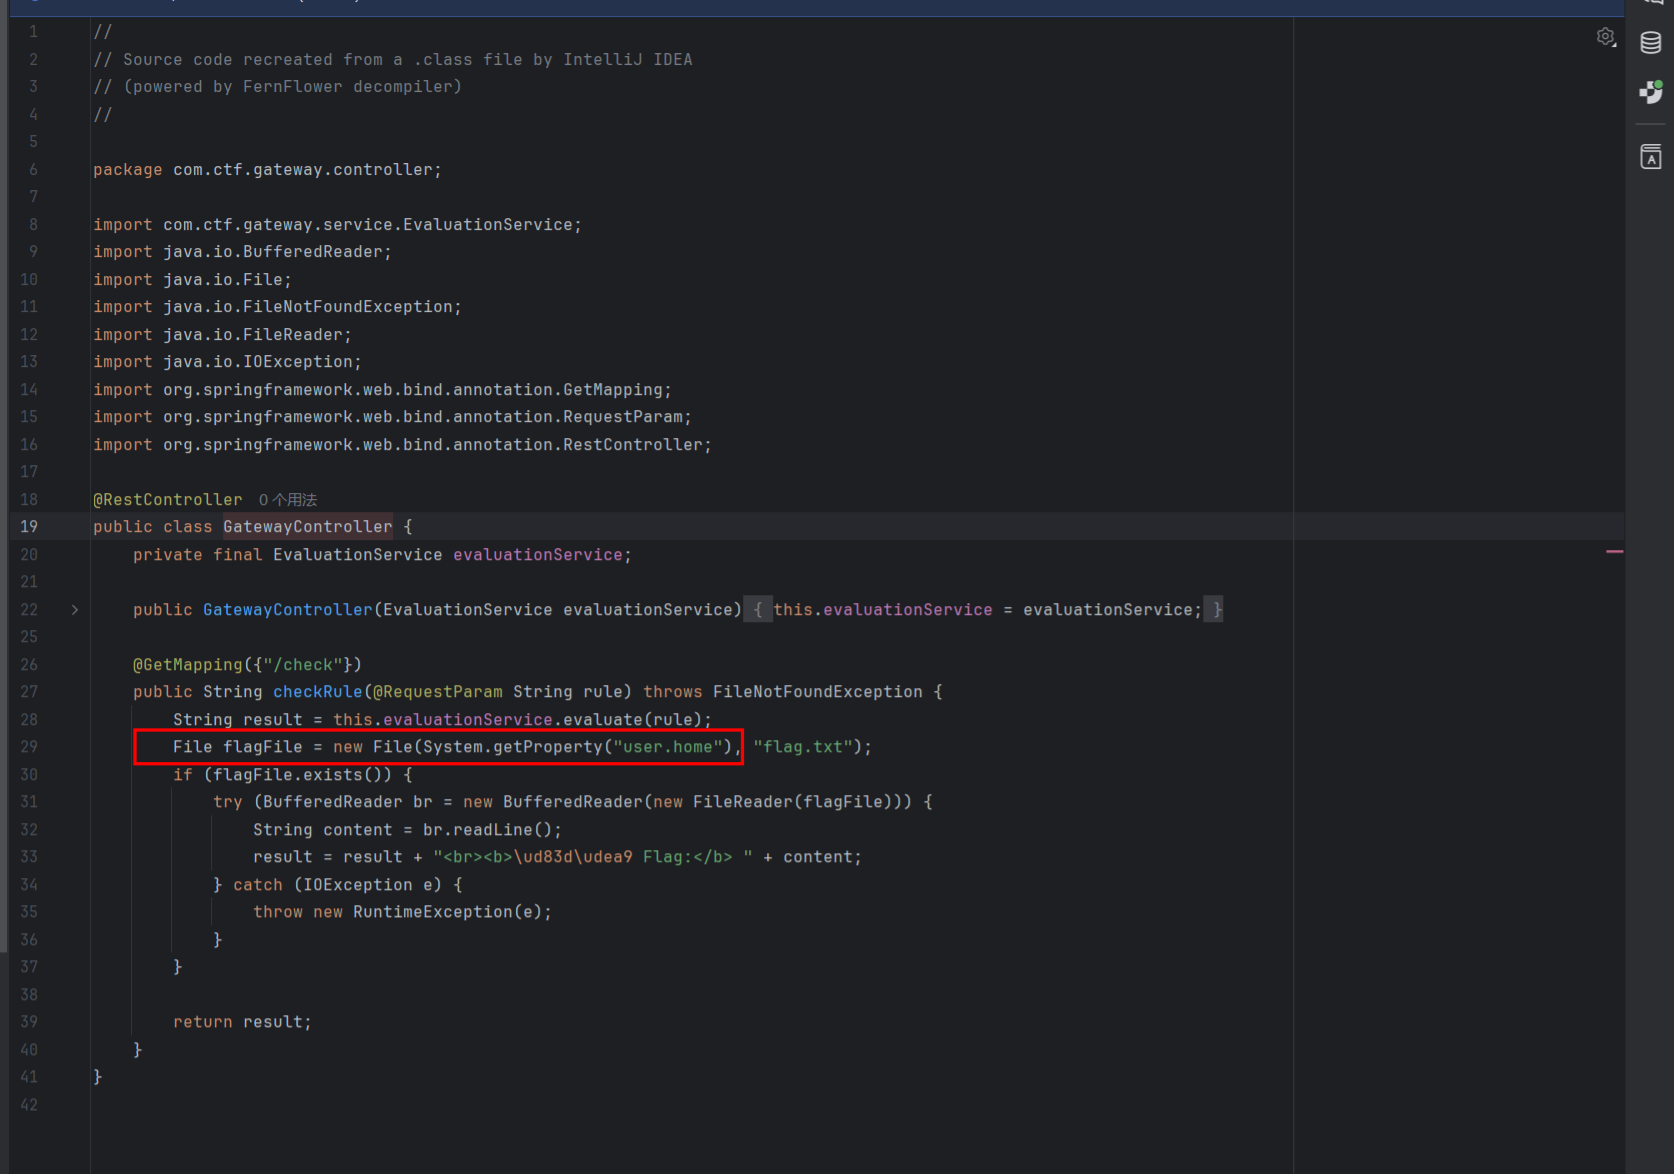 1 //
2 // Source code recreated from a .class file by IntelliJ IDEA
3 // (powered by FernFlower decompiler)
4 //
5
6 package com.ctf.gateway.controller;
7
8 import com.ctf.gateway.service.EvaluationService;
9 import java.io.BufferedReader;
10 import java.io.File;
11 import java.io.FileNotFoundException;
12 import java.io.FileReader;
13 import java.io.IOException;
14 import org.springframework.web.bind.annotation.GetMapping;
15 import org.springframework.web.bind.annotation.RequestParam;
16 import org.springframework.web.bind.annotation.RestController;
17
18 @RestController 0个用法
19 public class GatewayController {
20     private final EvaluationService evaluationService;
21
22     public GatewayController(EvaluationService evaluationService) { this.evaluationService = evaluationService; }
25
26     @GetMapping({"/check"})
27     public String checkRule(@RequestParam String rule) throws FileNotFoundException {
28         String result = this.evaluationService.evaluate(rule);
29         File flagFile = new File(System.getProperty("user.home"), "flag.txt");
30         if (flagFile.exists()) {
31             try (BufferedReader br = new BufferedReader(new FileReader(flagFile))) {
32                 String content = br.readLine();
33                 result = result + "<br><b>\ud83d\udea9 Flag:</b> " + content;
34             } catch (IOException e) {
35                 throw new RuntimeException(e);
36             }
37         }
38
39         return result;
40     }
41 }
42